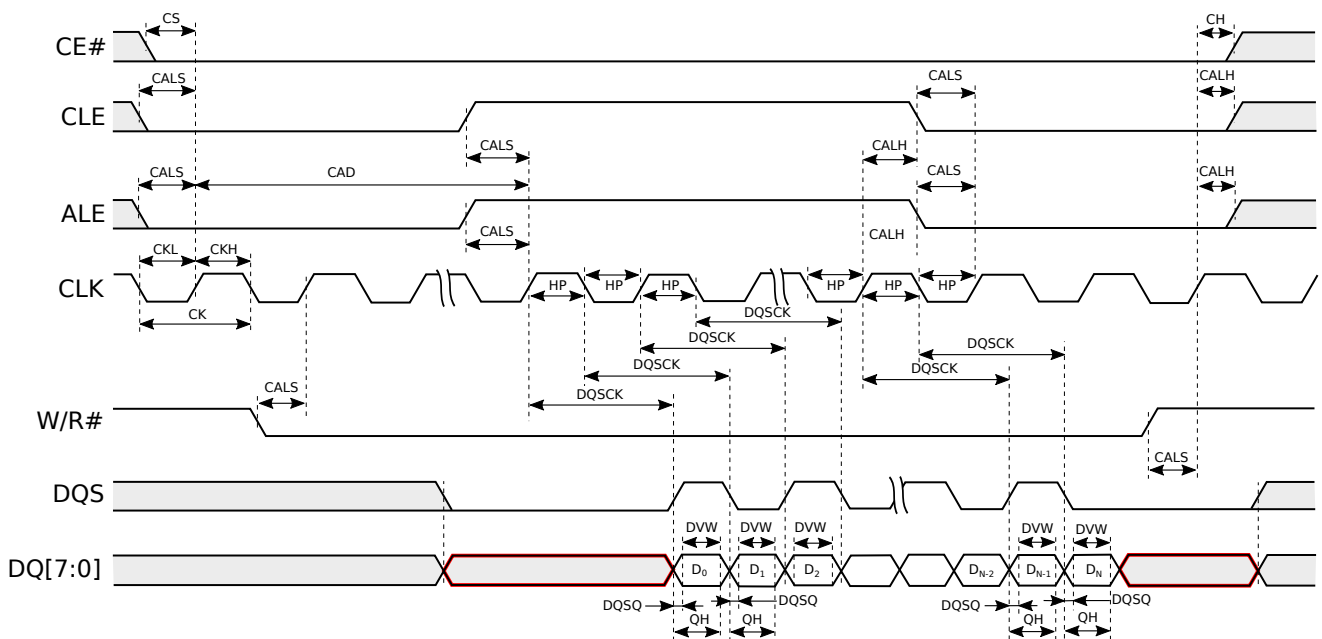 CS
CH
CE#
CALS
CALS
CALH
CLE
CALS
CALH
CALS
CAD
CALS
CALH
ALE
CALS
CALH
CKL
CKH
CLK
HP
HP
HP
HP
HP
HP
CK
DQSCK
DQSCK
DQSCK
DQSCK
DQSCK
DQSCK
CALS
W/R#
CALS
DQS
DVW
DVW
DVW
DVW
DVW
DQ[7:0]
D0
D1
D2
DN-2
DN-1
DN
DQSQ
DQSQ
DQSQ
DQSQ
QH
QH
QH
QH